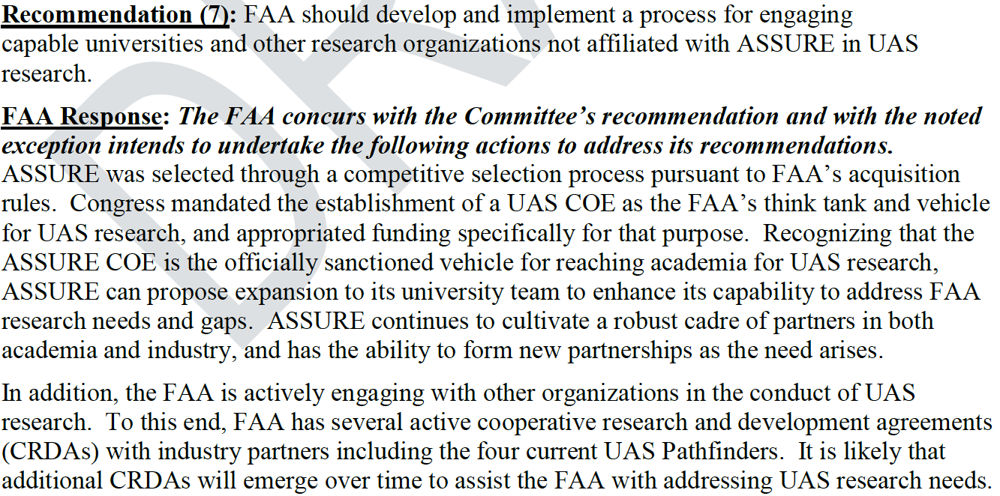 Recommendation (7): FAA should develop and implement a process for engaging
capable universities and other research organizations not affiliated with ASSURE in UAS
research.
FAA Response: The FAA concurs with the Committee’s recommendation and with the noted
exception intends to undertake the following actions to address its recommendations.
ASSURE was selected through a competitive selection process pursuant to FAA’s acquisition
rules.  Congress mandated the establishment of a UAS COE as the FAA’s think tank and vehicle
for UAS research, and appropriated funding specifically for that purpose.  Recognizing that the
ASSURE COE is the officially sanctioned vehicle for reaching academia for UAS research,
ASSURE can propose expansion to its university team to enhance its capability to address FAA
research needs and gaps.  ASSURE continues to cultivate a robust cadre of partners in both
academia and industry, and has the ability to form new partnerships as the need arises.
In addition, the FAA is actively engaging with other organizations in the conduct of UAS
research.  To this end, FAA has several active cooperative research and development agreements
(CRDAs) with industry partners including the four current UAS Pathfinders.  It is likely that
additional CRDAs will emerge over time to assist the FAA with addressing UAS research needs.